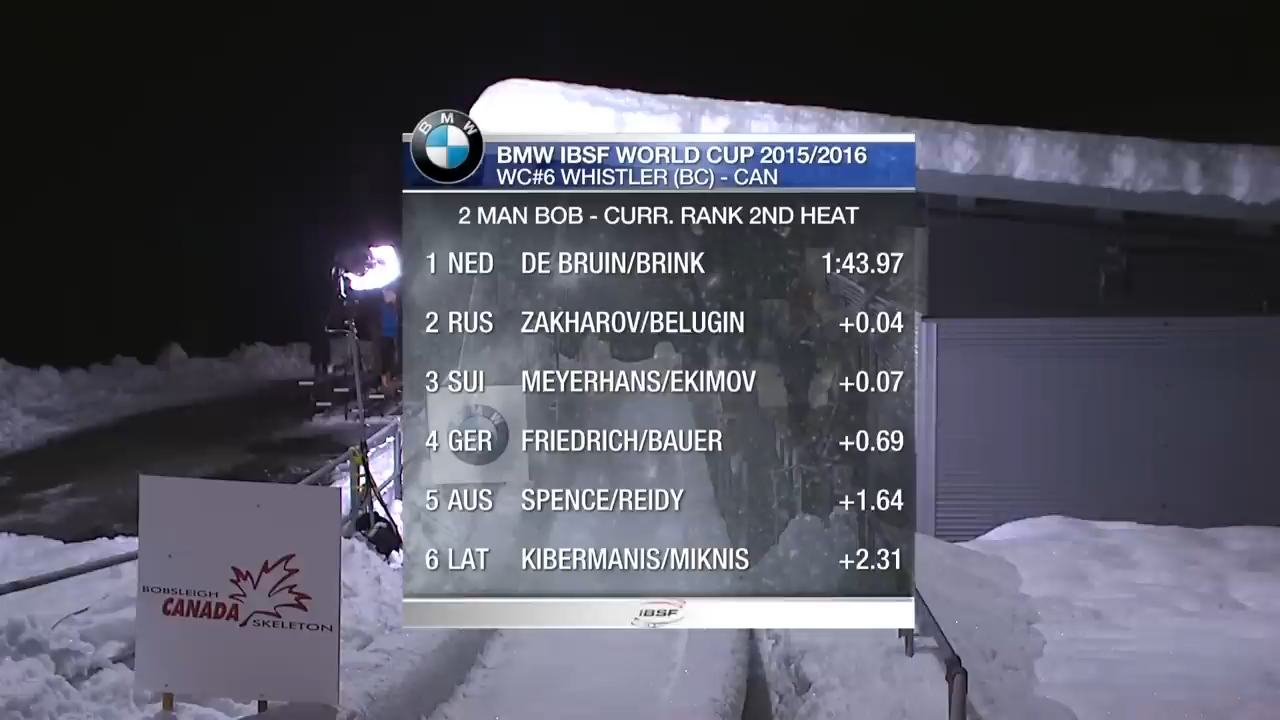 BMW
BMW IBSF WORLD CUP 2015/2016
WC#6 WHISTLER (BC) - CAN
2 MAN BOB - CURR. RANK 2ND HEAT
1 NED DE BRUIN/BRINK 1:43.97
2 RUS ZAKHAROV/BELUGIN +0.04
3 SUI MEYERHANS/EKIMOV +0.07
4 GER FRIEDRICH/BAUER +0.69
5 AUS SPENCE/REIDY +1.64
6 LAT KIBERMANIS/MIKNIS +2.31
IBSF
BMW
BOBSLEIGH
CANADA
SKELETON